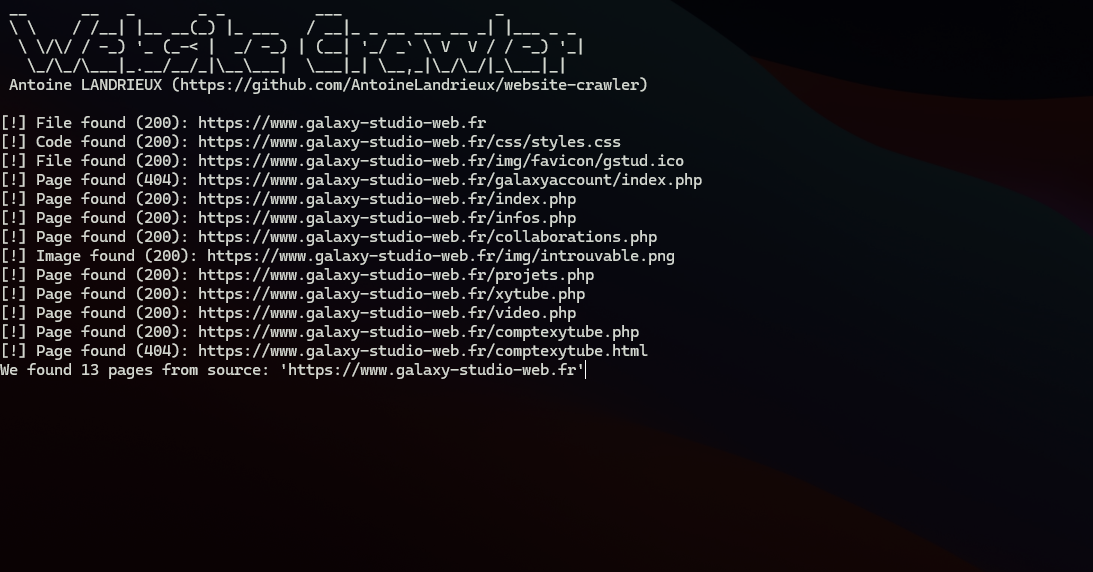 Website Crawler
Antoine LANDRIEUX (https://github.com/AntoineLandrieux/website-crawler)
[!] File found (200): https://www.galaxy-studio-web.fr
[!] Code found (200): https://www.galaxy-studio-web.fr/css/styles.css
[!] File found (200): https://www.galaxy-studio-web.fr/img/favicon/gstud.ico
[!] Page found (404): https://www.galaxy-studio-web.fr/galaxyaccount/index.php
[!] Page found (200): https://www.galaxy-studio-web.fr/index.php
[!] Page found (200): https://www.galaxy-studio-web.fr/infos.php
[!] Page found (200): https://www.galaxy-studio-web.fr/collaborations.php
[!] Image found (200): https://www.galaxy-studio-web.fr/img/introuvable.png
[!] Page found (200): https://www.galaxy-studio-web.fr/projets.php
[!] Page found (200): https://www.galaxy-studio-web.fr/xytube.php
[!] Page found (200): https://www.galaxy-studio-web.fr/video.php
[!] Page found (200): https://www.galaxy-studio-web.fr/comptexytube.php
[!] Page found (404): https://www.galaxy-studio-web.fr/comptexytube.html
We found 13 pages from source: 'https://www.galaxy-studio-web.fr'